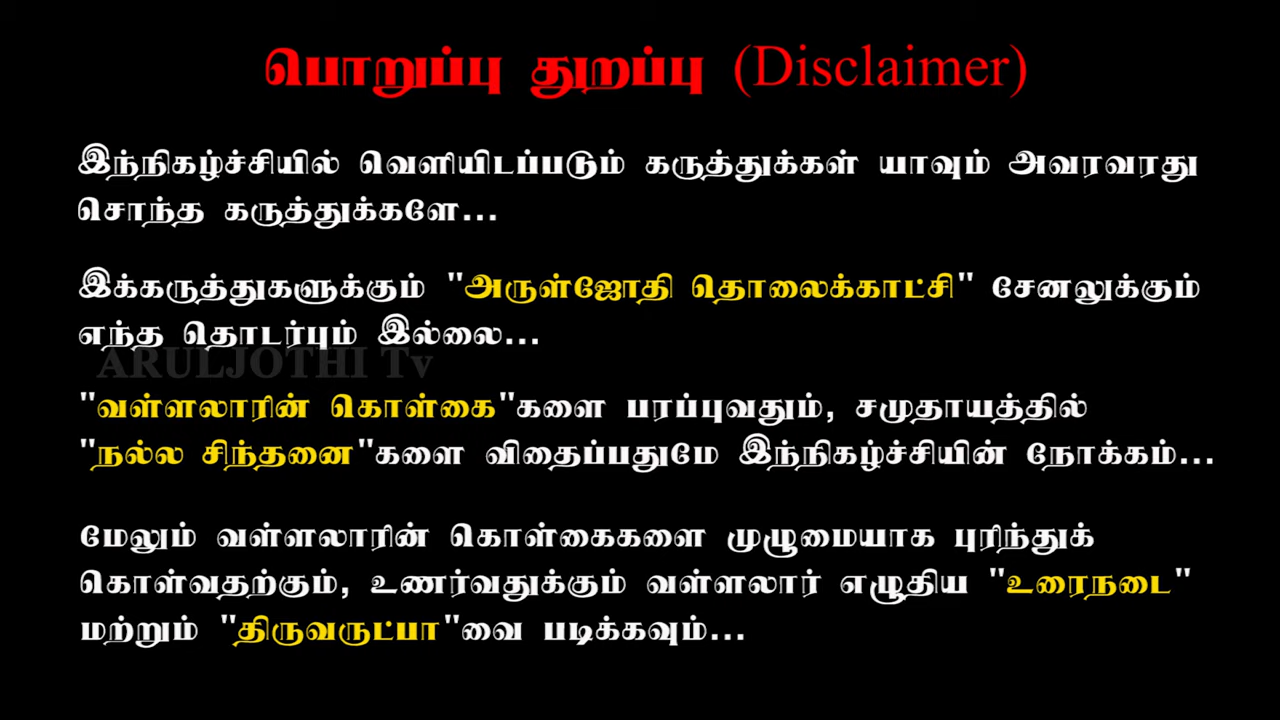 பொறுப்பு துறப்பு (Disclaimer)
இந்நிகழ்ச்சியில் வெளியிடப்படும் கருத்துக்கள் யாவும் அவரவரது
சொந்த கருத்துக்களே...
இக்கருத்துகளுக்கும் "அருள்ஜோதி தொலைக்காட்சி" சேனலுக்கும்
எந்த தொடர்பும் இல்லை...
ARULJOTHI Tv
"வள்ளலாரின் கொள்கை"களை பரப்புவதும், சமுதாயத்தில்
"நல்ல சிந்தனை"களை விதைப்பதுமே இந்நிகழ்ச்சியின் நோக்கம்...
மேலும் வள்ளலாரின் கொள்கைகளை முழுமையாக புரிந்துக்
கொள்வதற்கும், உணர்வதுக்கும் வள்ளலார் எழுதிய "உரைநடை"
மற்றும் "திருவருட்பா"வை படிக்கவும்...